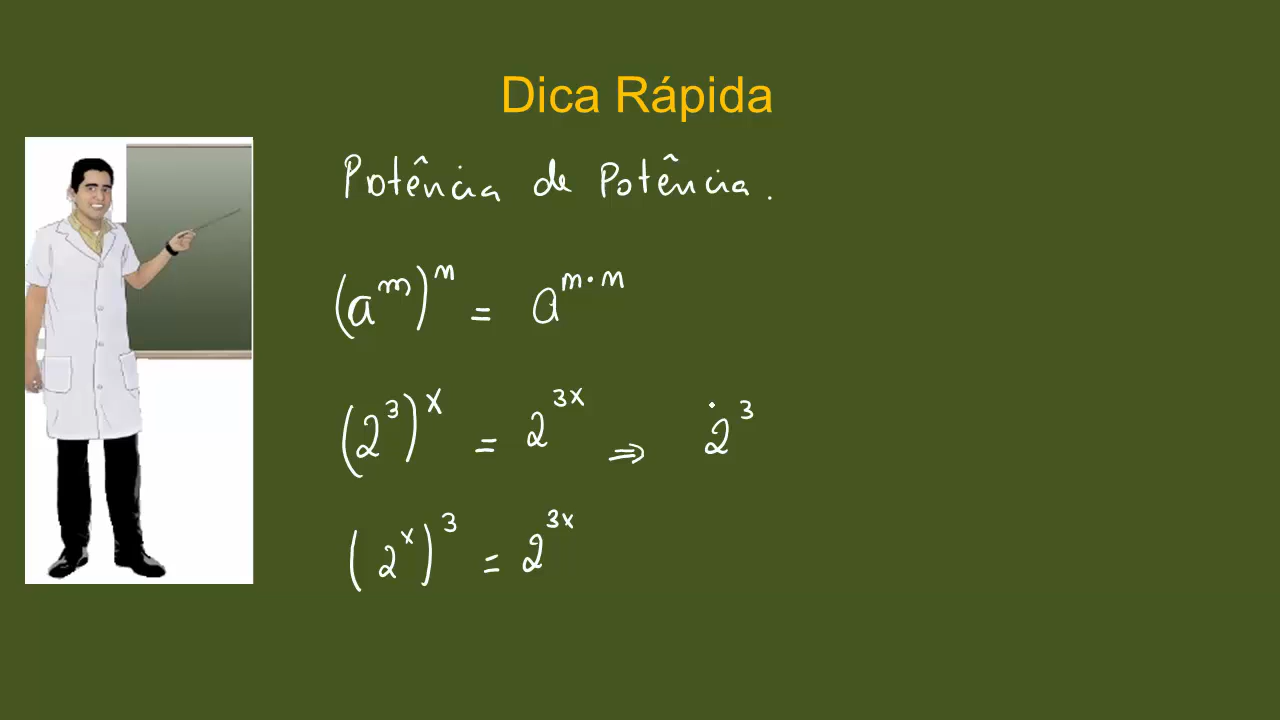 Dica Rápida
Potência de Potência.
(a^m)^n = a^{m·n}
(2^3)^x = 2^{3x} ⇒ 2^3
(2^x)^3 = 2^{3x}